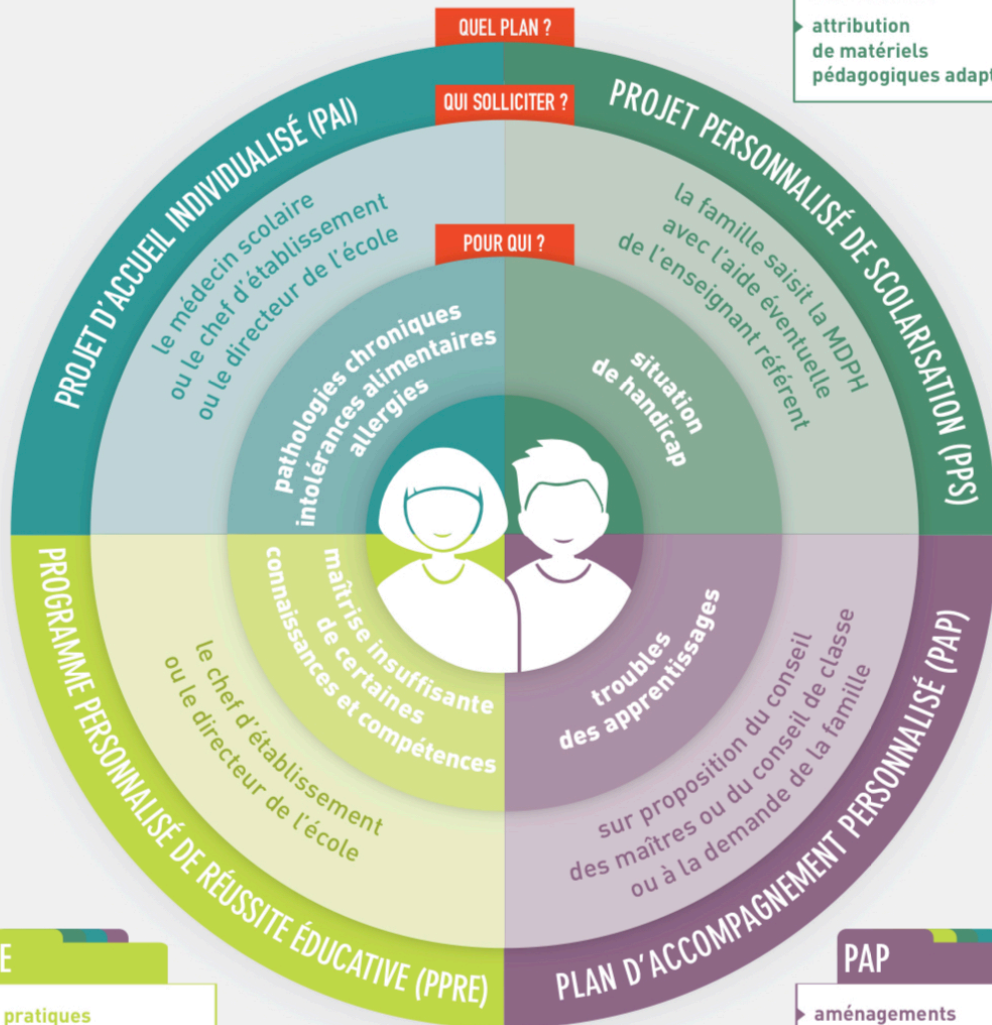 attribution
de matériels
pédagogiques adapt
QUEL PLAN ?
QUI SOLLICITER ?
POUR QUI ?
PROJET D'ACCUEIL INDIVIDUALISÉ (PAI)
le médecin scolaire
ou le chef d'établissement
ou le directeur de l'école
pathologies chroniques
intolérances alimentaires
allergies
PROJET PERSONNALISÉ DE SCOLARISATION (PPS)
la famille saisit la MDPH
avec l'aide éventuelle
de l'enseignant référent
situation
de handicap
PROGRAMME PERSONNALISÉ DE RÉUSSITE ÉDUCATIVE (PPRE)
le chef d'établissement
ou le directeur de l'école
maîtrise insuffisante
de certaines
connaissances et compétences
PLAN D'ACCOMPAGNEMENT PERSONNALISÉ (PAP)
sur proposition du conseil
des maîtres ou du conseil de classe
ou à la demande de la famille
troubles
des apprentissages
E
pratiques
PAP
aménagements